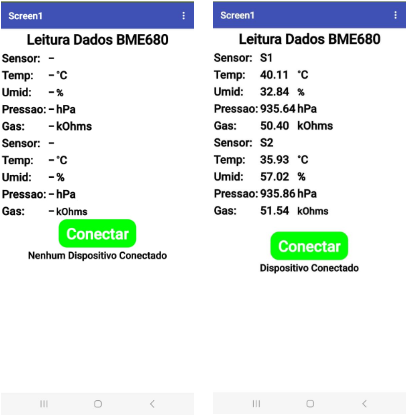 Screen1
Leitura Dados BME680
Sensor: –
Temp: – °C
Umid: – %
Pressao: – hPa
Gas: – kOhms
Sensor: –
Temp: – °C
Umid: – %
Pressao: – hPa
Gas: – kOhms
Conectar
Nenhum Dispositivo Conectado
Screen1
Leitura Dados BME680
Sensor: S1
Temp: 40.11 °C
Umid: 32.84 %
Pressao: 935.64 hPa
Gas: 50.40 kOhms
Sensor: S2
Temp: 35.93 °C
Umid: 57.02 %
Pressao: 935.86 hPa
Gas: 51.54 kOhms
Conectar
Dispositivo Conectado